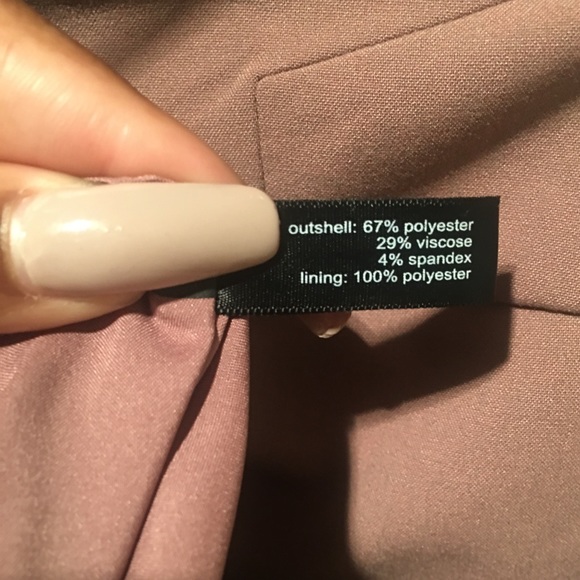 outshell: 67% polyester
29% viscose
4% spandex
lining: 100% polyester